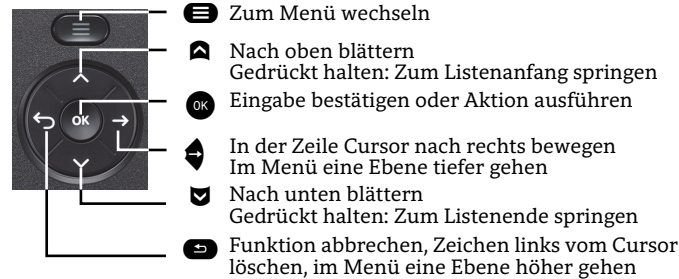 Zum Menü wechseln
Nach oben blättern
Gedrückt halten: Zum Listenanfang springen
OK
OK
Eingabe bestätigen oder Aktion ausführen
In der Zeile Cursor nach rechts bewegen
Im Menü eine Ebene tiefer gehen
Nach unten blättern
Gedrückt halten: Zum Listenende springen
Funktion abbrechen, Zeichen links vom Cursor
löschen, im Menü eine Ebene höher gehen